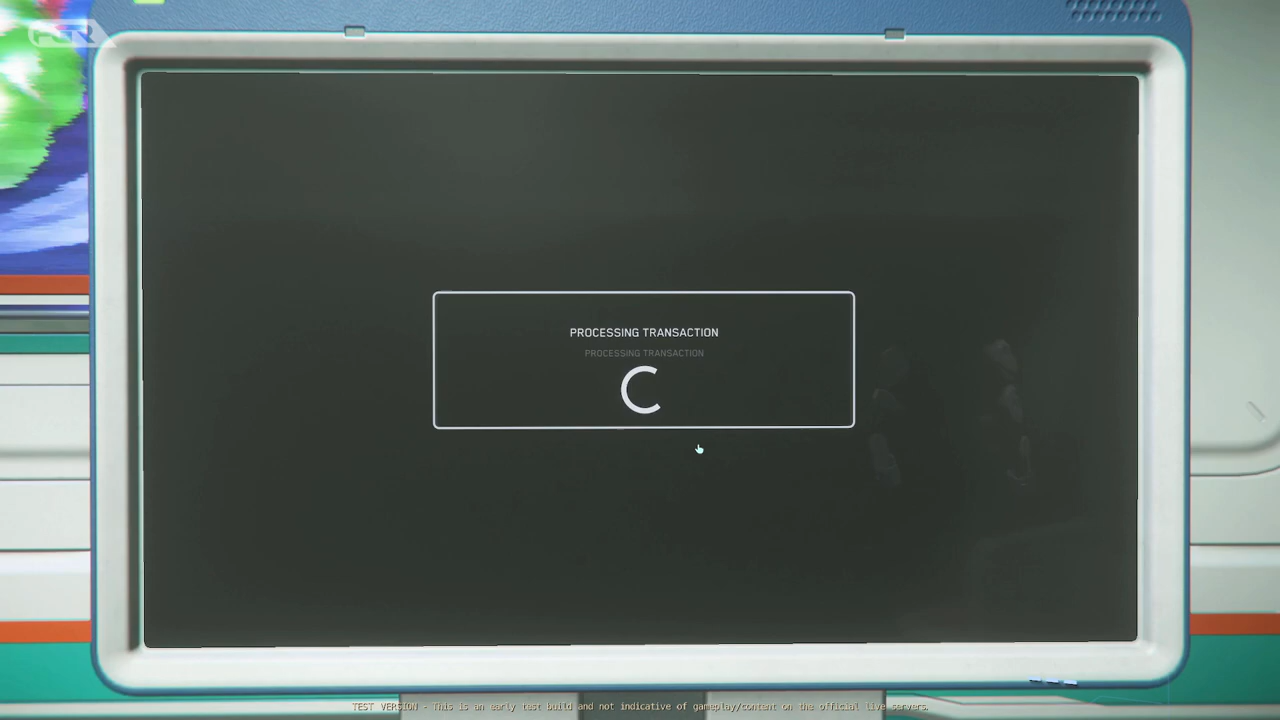 PROCESSING TRANSACTION
PROCESSING TRANSACTION
TEST VERSION - This is an early test build and not indicative of gameplay/content on the official live servers.